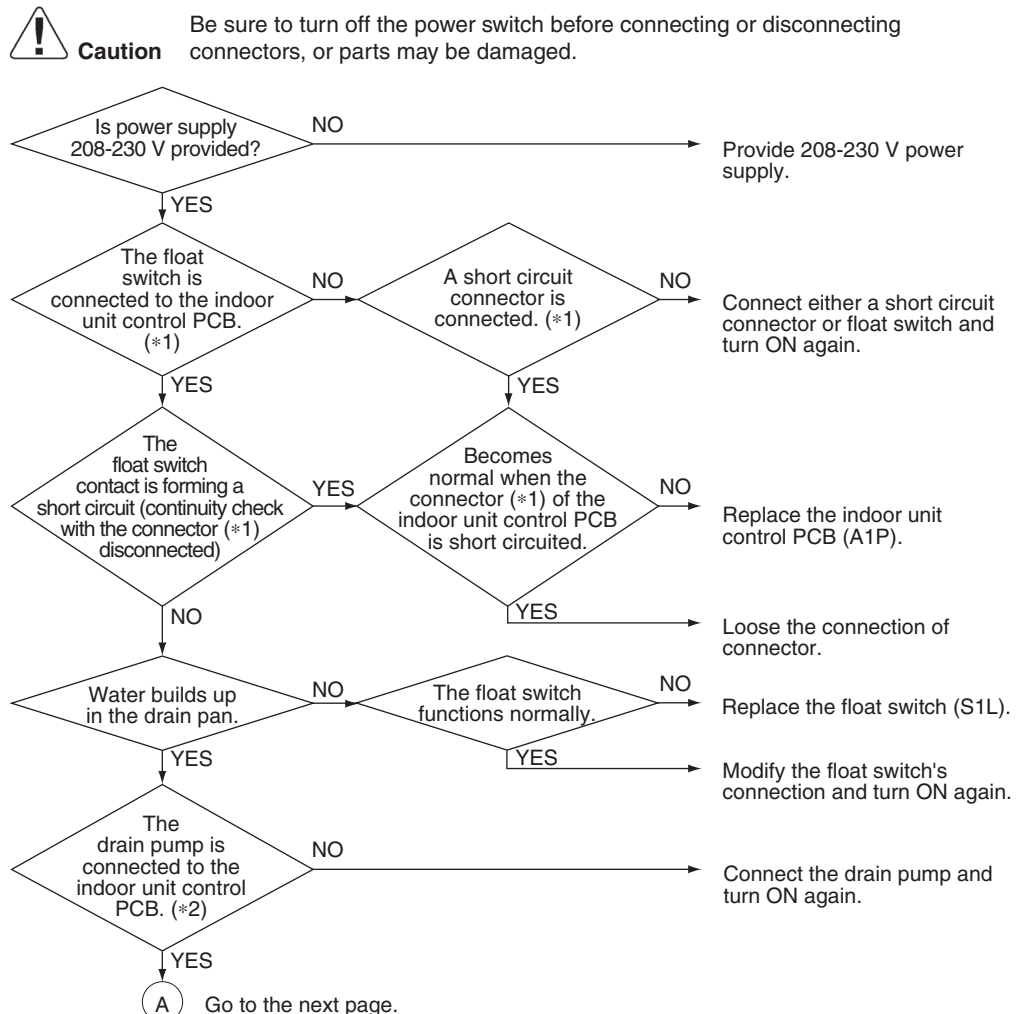 Be sure to turn off the power switch before connecting or disconnecting
Caution connectors, or parts may be damaged.
Is power supply
208-230 V provided?
NO
Provide 208-230 V power
supply.
YES
The float
switch is
connected to the indoor
unit control PCB.
(*1)
NO
A short circuit
connector is
connected. (*1)
NO
Connect either a short circuit
connector or float switch and
turn ON again.
YES
YES
The
float switch
contact is forming a
short circuit (continuity check
with the connector (*1)
disconnected)
YES
Becomes
normal when the
connector (*1) of the
indoor unit control PCB
is short circuited.
NO
Replace the indoor unit
control PCB (A1P).
YES
Loose the connection of
connector.
NO
Water builds up
in the drain pan.
NO
The float switch
functions normally.
NO
Replace the float switch (S1L).
YES
Modify the float switch's
connection and turn ON again.
YES
The
drain pump is
connected to the
indoor unit control
PCB. (*2)
NO
Connect the drain pump and
turn ON again.
YES
A Go to the next page.